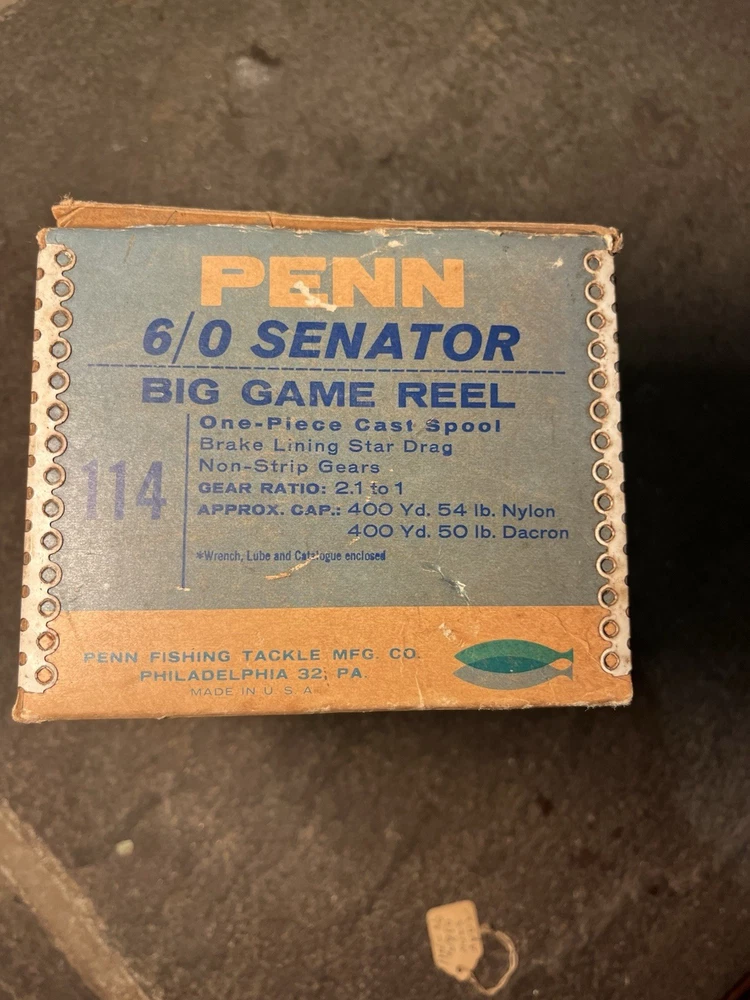 PENN
6/0 SENATOR
BIG GAME REEL
114
One-Piece Cast Spool
Brake Lining Star Drag
Non-Strip Gears
GEAR RATIO: 2.1 to 1
APPROX. CAP.: 400 Yd. 54 lb. Nylon
400 Yd. 50 lb. Dacron
*Wrench, Lube and Catalogue enclosed
PENN FISHING TACKLE MFG. CO.
PHILADELPHIA 32, PA.
MADE IN U S A